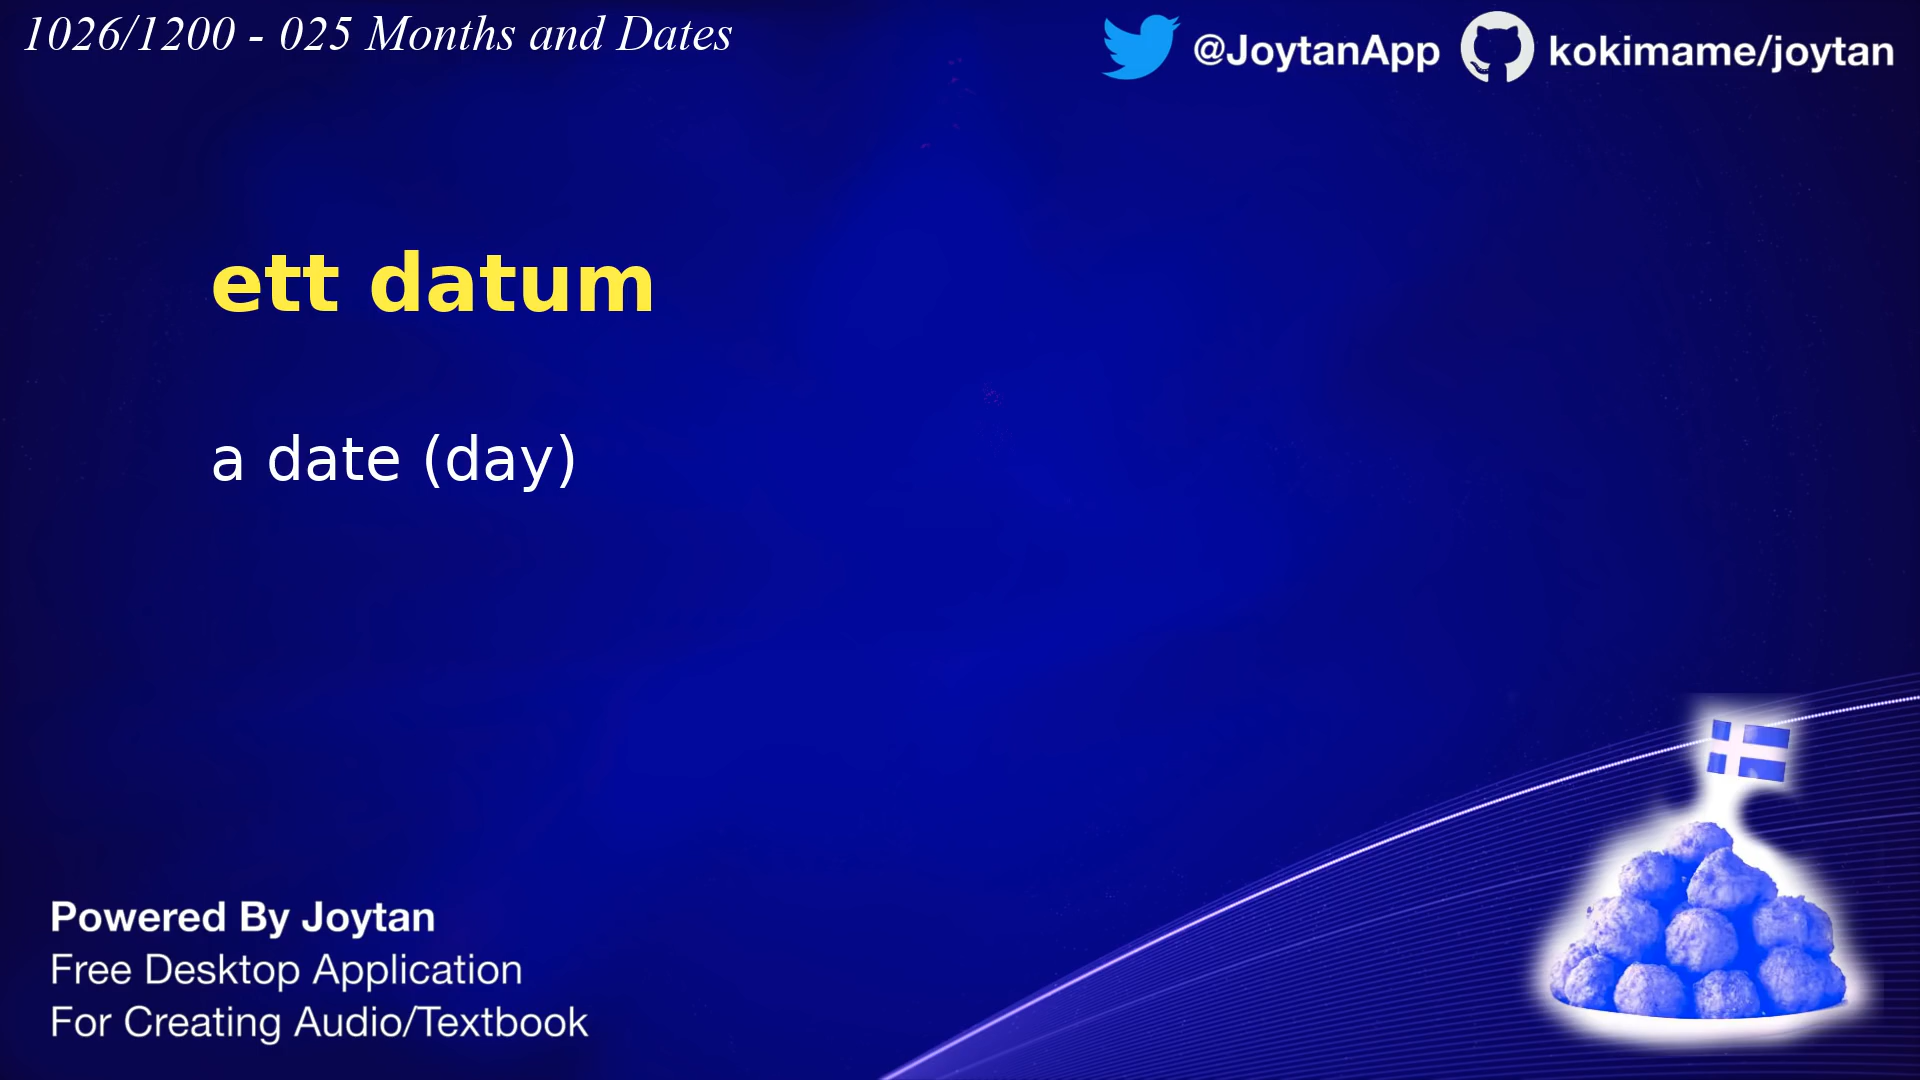 1026/1200 - 025 Months and Dates
@JoytanApp
kokimame/joytan
ett datum
a date (day)
Powered By Joytan
Free Desktop Application
For Creating Audio/Textbook